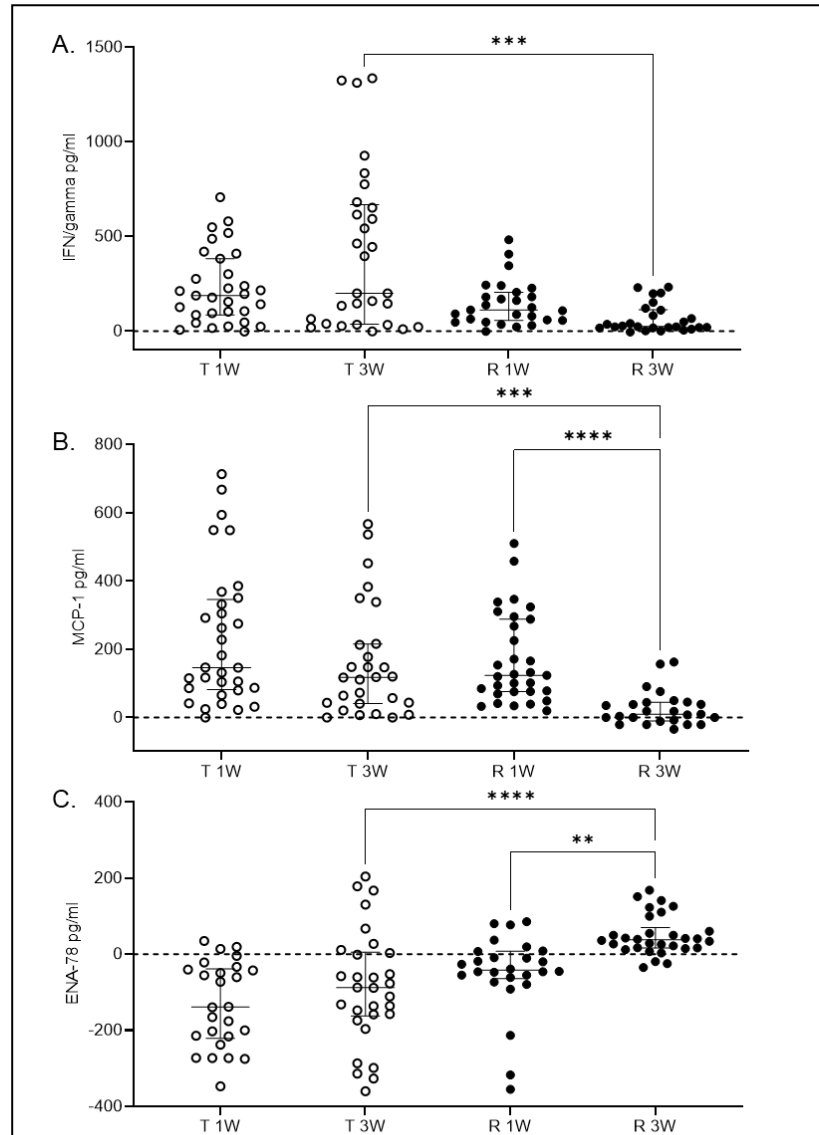 A.
IFN/gamma pg/ml
1500
1000
500
0
***
T 1W T 3W R 1W R 3W
B.
MCP-1 pg/ml
800
600
400
200
0
***
****
T 1W T 3W R 1W R 3W
C.
ENA-78 pg/ml
400
200
0
-200
-400
****
**
T 1W T 3W R 1W R 3W